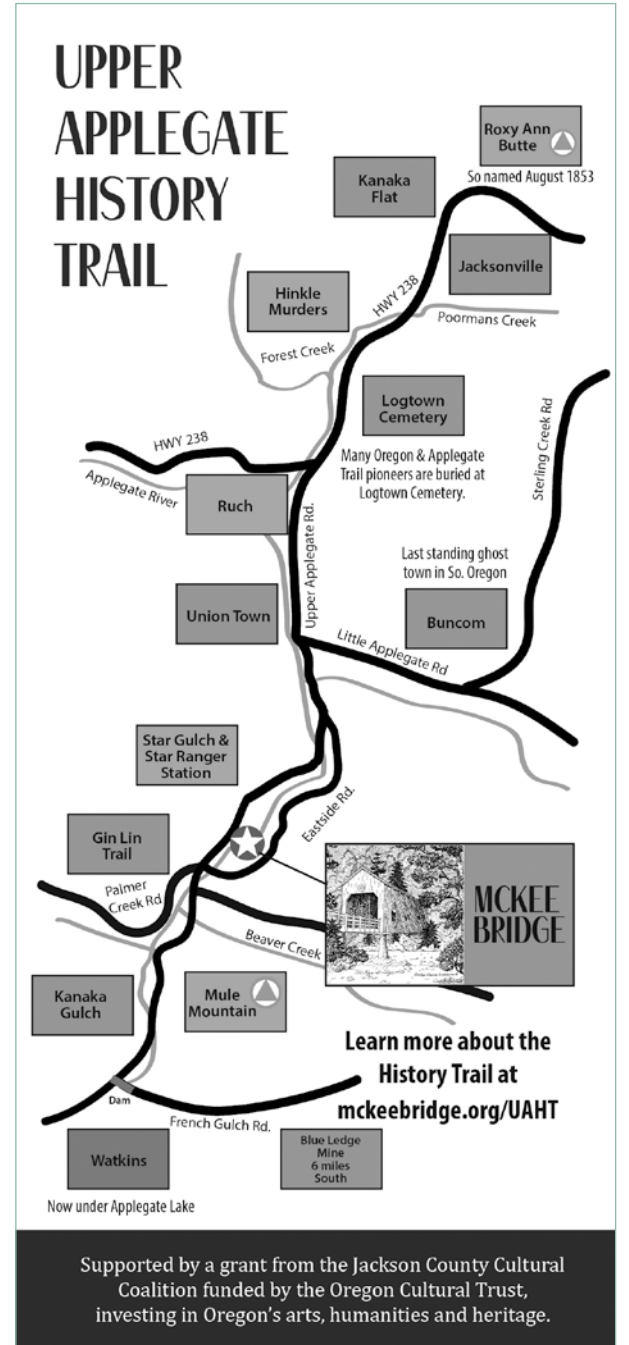 UPPER
APPLEGATE
HISTORY
TRAIL
Roxy Ann
Butte
So named August 1853
Kanaka
Flat
Jacksonville
Hinkle
Murders
HWY 238
Poormans Creek
Forest Creek
Logtown
Cemetery
Many Oregon & Applegate
Trail pioneers are buried at
Logtown Cemetery.
Sterling Creek Rd
HWY 238
Applegate River
Ruch
Upper Applegate Rd.
Last standing ghost
town in So. Oregon
Buncom
Union Town
Little Applegate Rd
Star Gulch &
Star Ranger
Station
Eastside Rd.
Gin Lin
Trail
Palmer
Creek Rd
MCKEE
BRIDGE
Beaver Creek
Kanaka
Gulch
Mule
Mountain
Learn more about the
History Trail at
mckeebridge.org/UAHT
Dam
French Gulch Rd.
Watkins
Now under Applegate Lake
Blue Ledge
Mine
6 miles
South
Supported by a grant from the Jackson County Cultural
Coalition funded by the Oregon Cultural Trust,
investing in Oregon's arts, humanities and heritage.